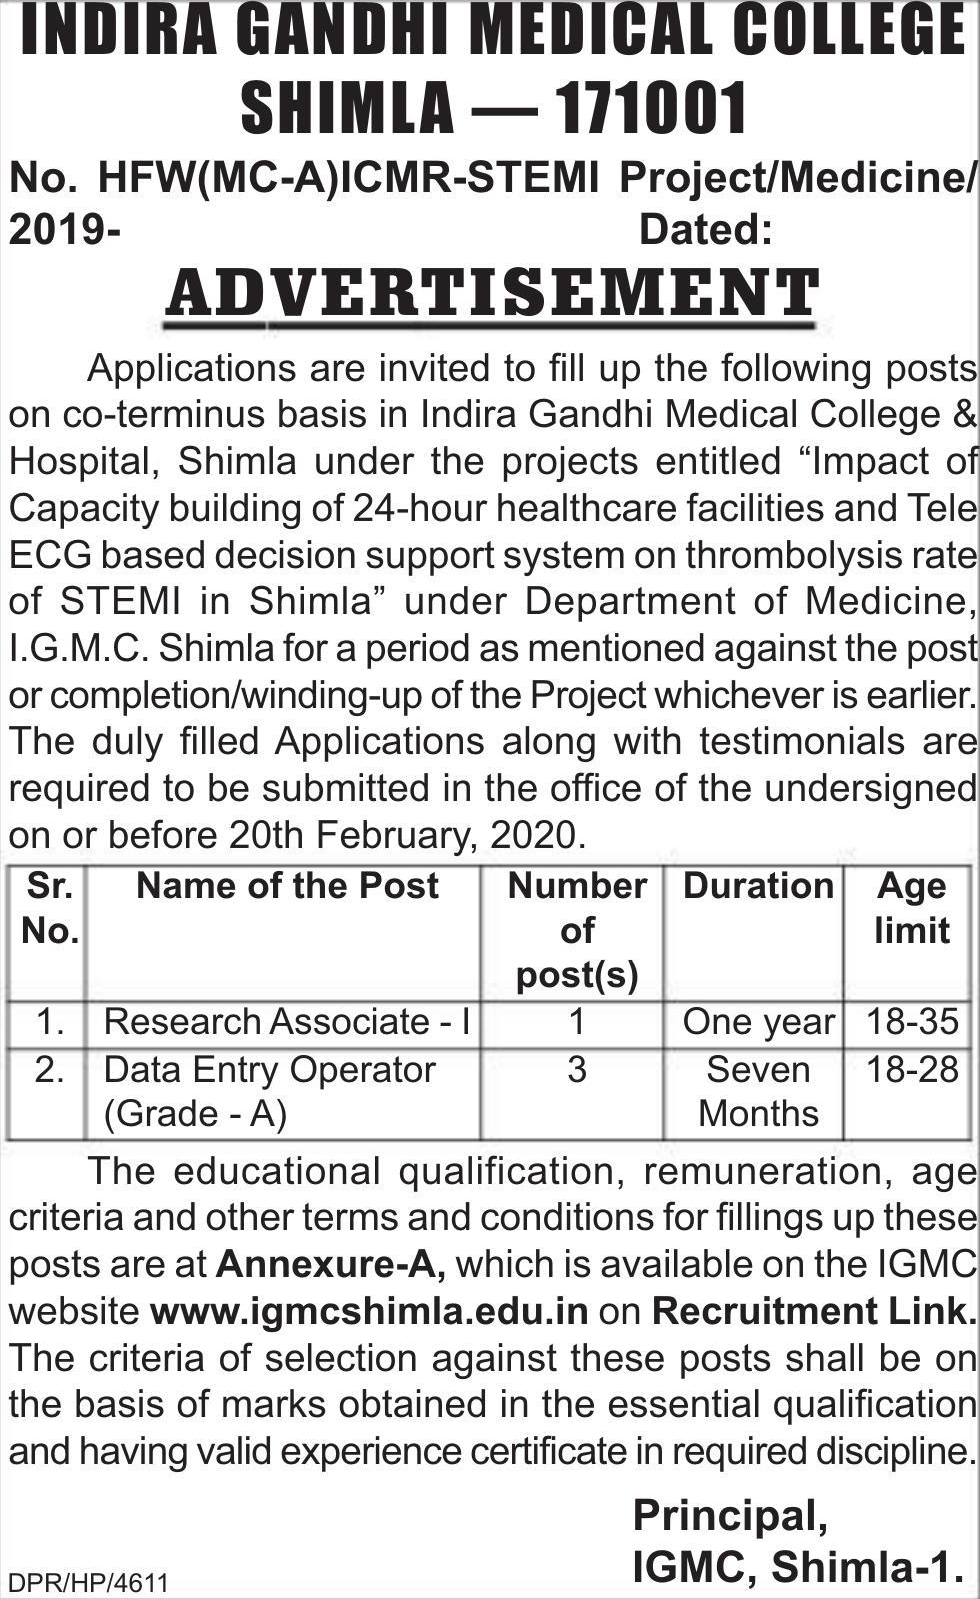 INDIRA GANDHI MEDICAL COLLEGE
SHIMLA — 171001
No. HFW(MC-A)ICMR-STEMI Project/Medicine/
2019- Dated:
ADVERTISEMENT
Applications are invited to fill up the following posts
on co-terminus basis in Indira Gandhi Medical College &
Hospital, Shimla under the projects entitled “Impact of
Capacity building of 24-hour healthcare facilities and Tele
ECG based decision support system on thrombolysis rate
of STEMI in Shimla” under Department of Medicine,
I.G.M.C. Shimla for a period as mentioned against the post
or completion/winding-up of the Project whichever is earlier.
The duly filled Applications along with testimonials are
required to be submitted in the office of the undersigned
on or before 20th February, 2020.
Sr. Name of the Post Number Duration Age
No. of limit
post(s)
1. Research Associate - I 1 One year 18-35
2. Data Entry Operator 3 Seven 18-28
(Grade - A) Months
The educational qualification, remuneration, age
criteria and other terms and conditions for fillings up these
posts are at Annexure-A, which is available on the IGMC
website www.igmcshimla.edu.in on Recruitment Link.
The criteria of selection against these posts shall be on
the basis of marks obtained in the essential qualification
and having valid experience certificate in required discipline.
Principal,
IGMC, Shimla-1.
DPR/HP/4611